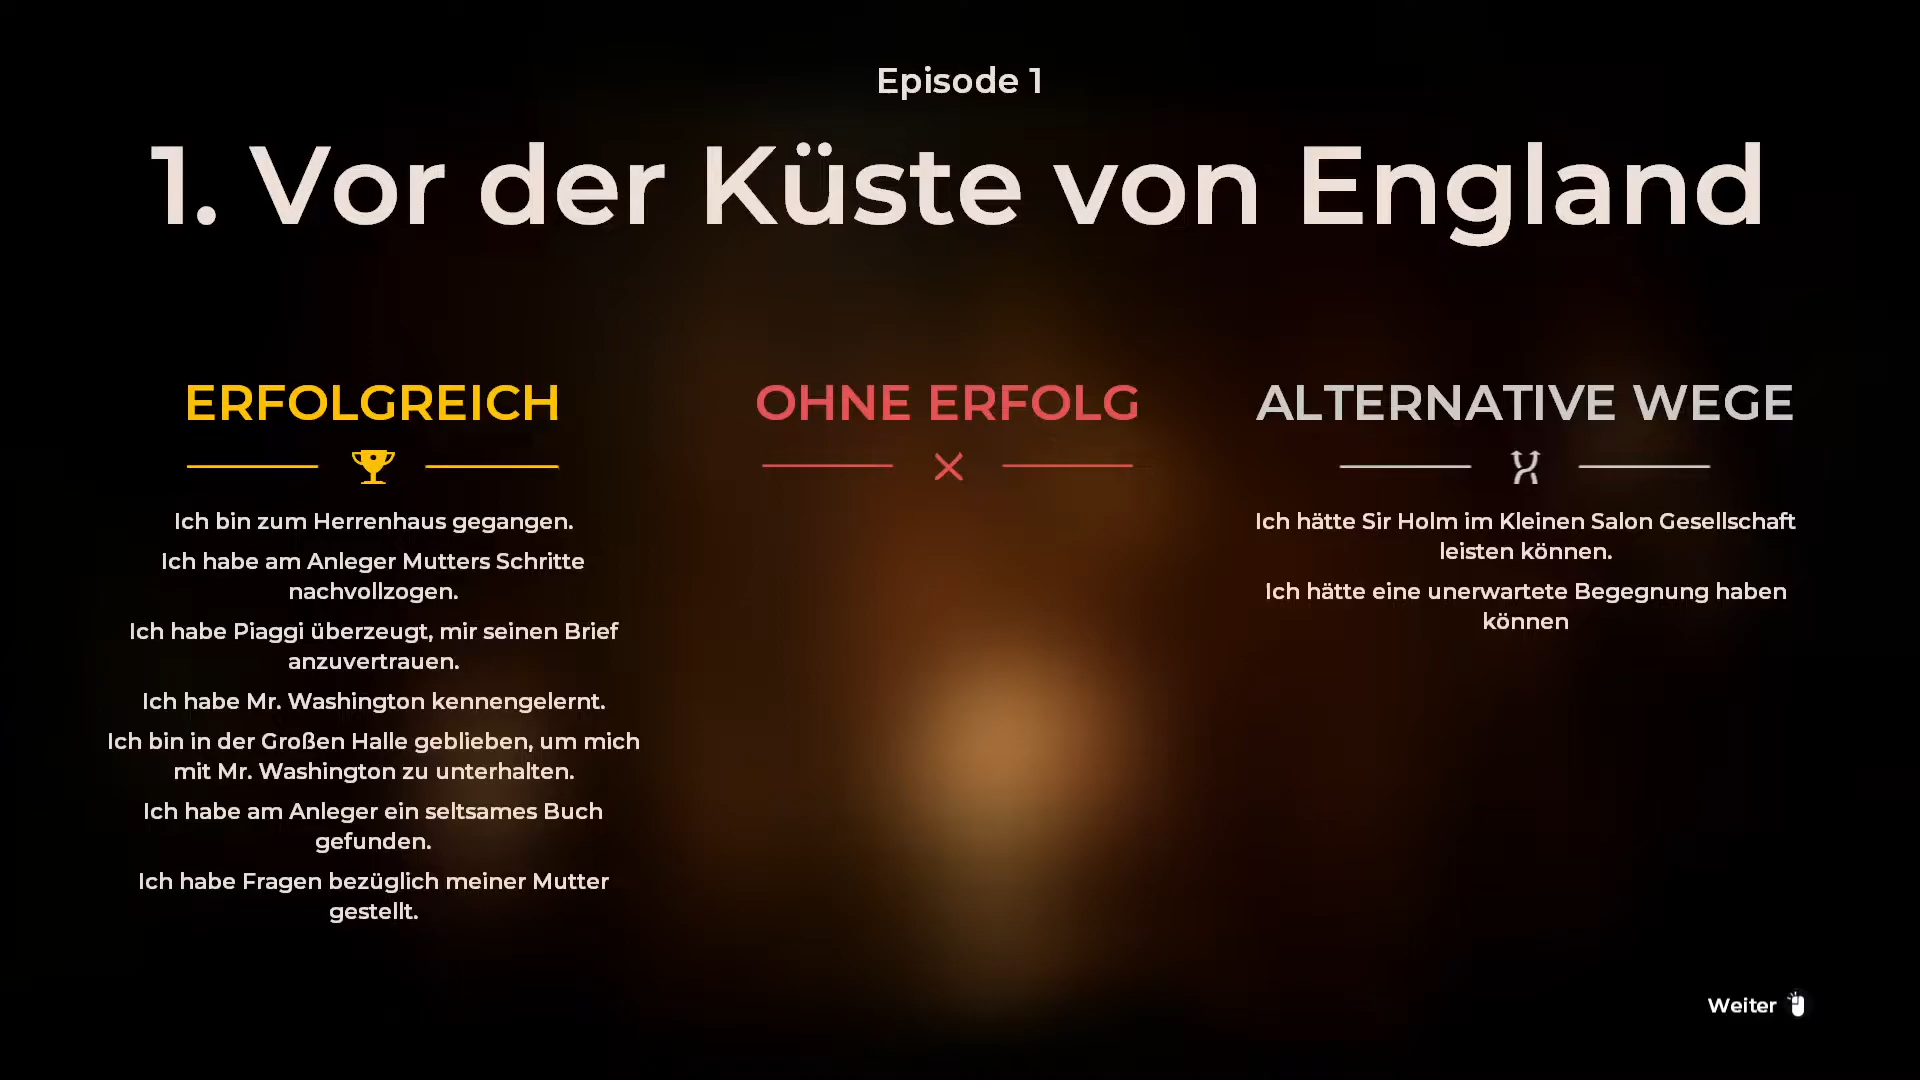 Episode 1
1. Vor der Küste von England
ERFOLGREICH
Ich bin zum Herrenhaus gegangen.
Ich habe am Anleger Mutters Schritte
nachvollzogen.
Ich habe Piaggi überzeugt, mir seinen Brief
anzuvertrauen.
Ich habe Mr. Washington kennengelernt.
Ich bin in der Großen Halle geblieben, um mich
mit Mr. Washington zu unterhalten.
Ich habe am Anleger ein seltsames Buch
gefunden.
Ich habe Fragen bezüglich meiner Mutter
gestellt.
OHNE ERFOLG
ALTERNATIVE WEGE
Ich hätte Sir Holm im Kleinen Salon Gesellschaft
leisten können.
Ich hätte eine unerwartete Begegnung haben
können
Weiter